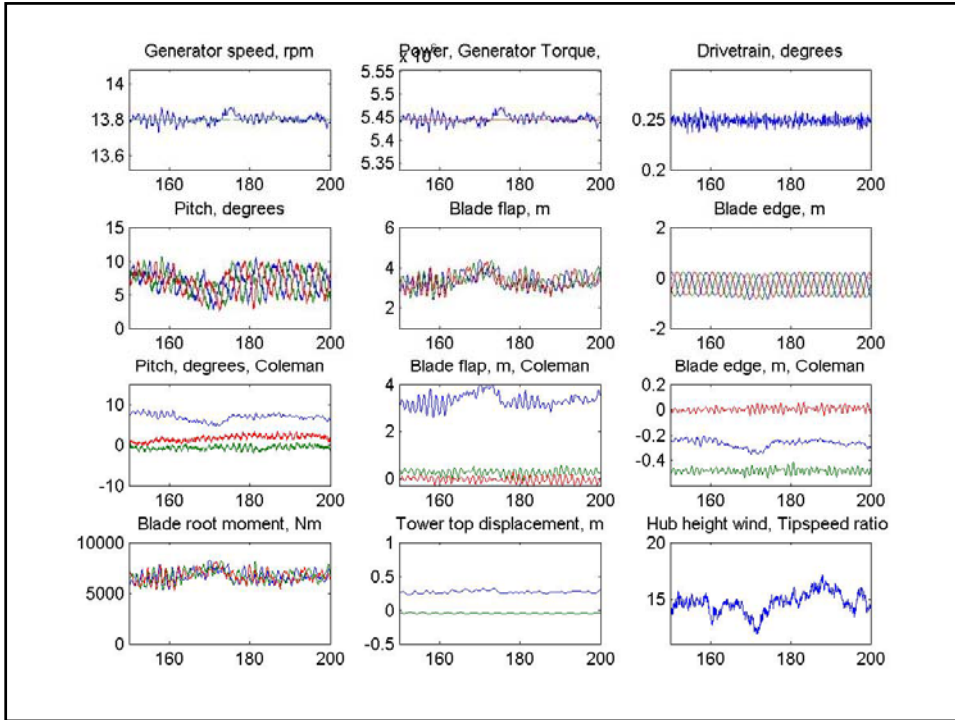 Generator speed, rpm
14
13.8
13.6
160 180 200
Power, Generator Torque,
5.55
5.5
5.45
5.4
5.35
160 180 200
Drivetrain, degrees
0.25
0.2
160 180 200
Pitch, degrees
15
10
5
0
160 180 200
Blade flap, m
6
4
2
160 180 200
Blade edge, m
2
0
-2
160 180 200
Pitch, degrees, Coleman
10
0
-10
160 180 200
Blade flap, m, Coleman
4
2
0
160 180 200
Blade edge, m, Coleman
0.2
0
-0.2
-0.4
160 180 200
Blade root moment, Nm
10000
5000
0
160 180 200
Tower top displacement, m
1
0.5
0
-0.5
160 180 200
Hub height wind, Tipspeed ratio
20
15
160 180 200